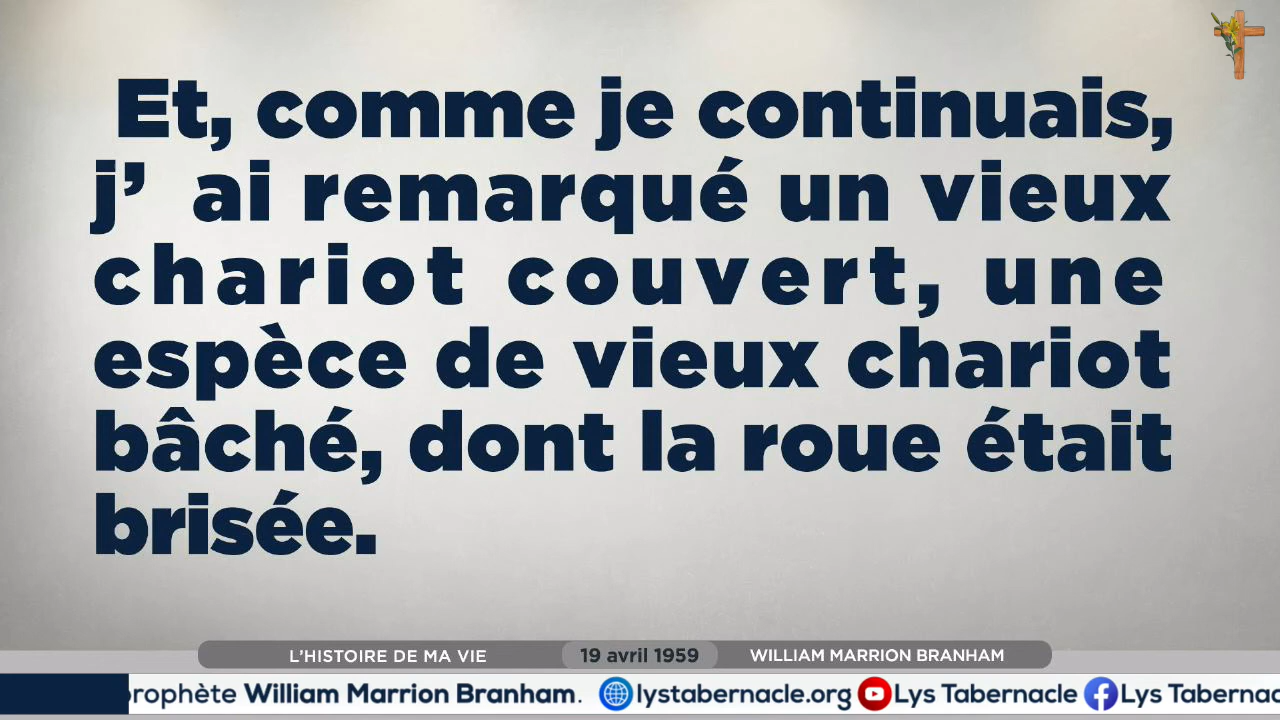 Et, comme je continuais,
j’ ai remarqué un vieux
chariot couvert, une
espèce de vieux chariot
bâché, dont la roue était
brisée.
L’HISTOIRE DE MA VIE 19 avril 1959 WILLIAM MARRION BRANHAM
prophète William Marrion Branham. lystabernacle.org Lys Tabernacle Lys Tabernac